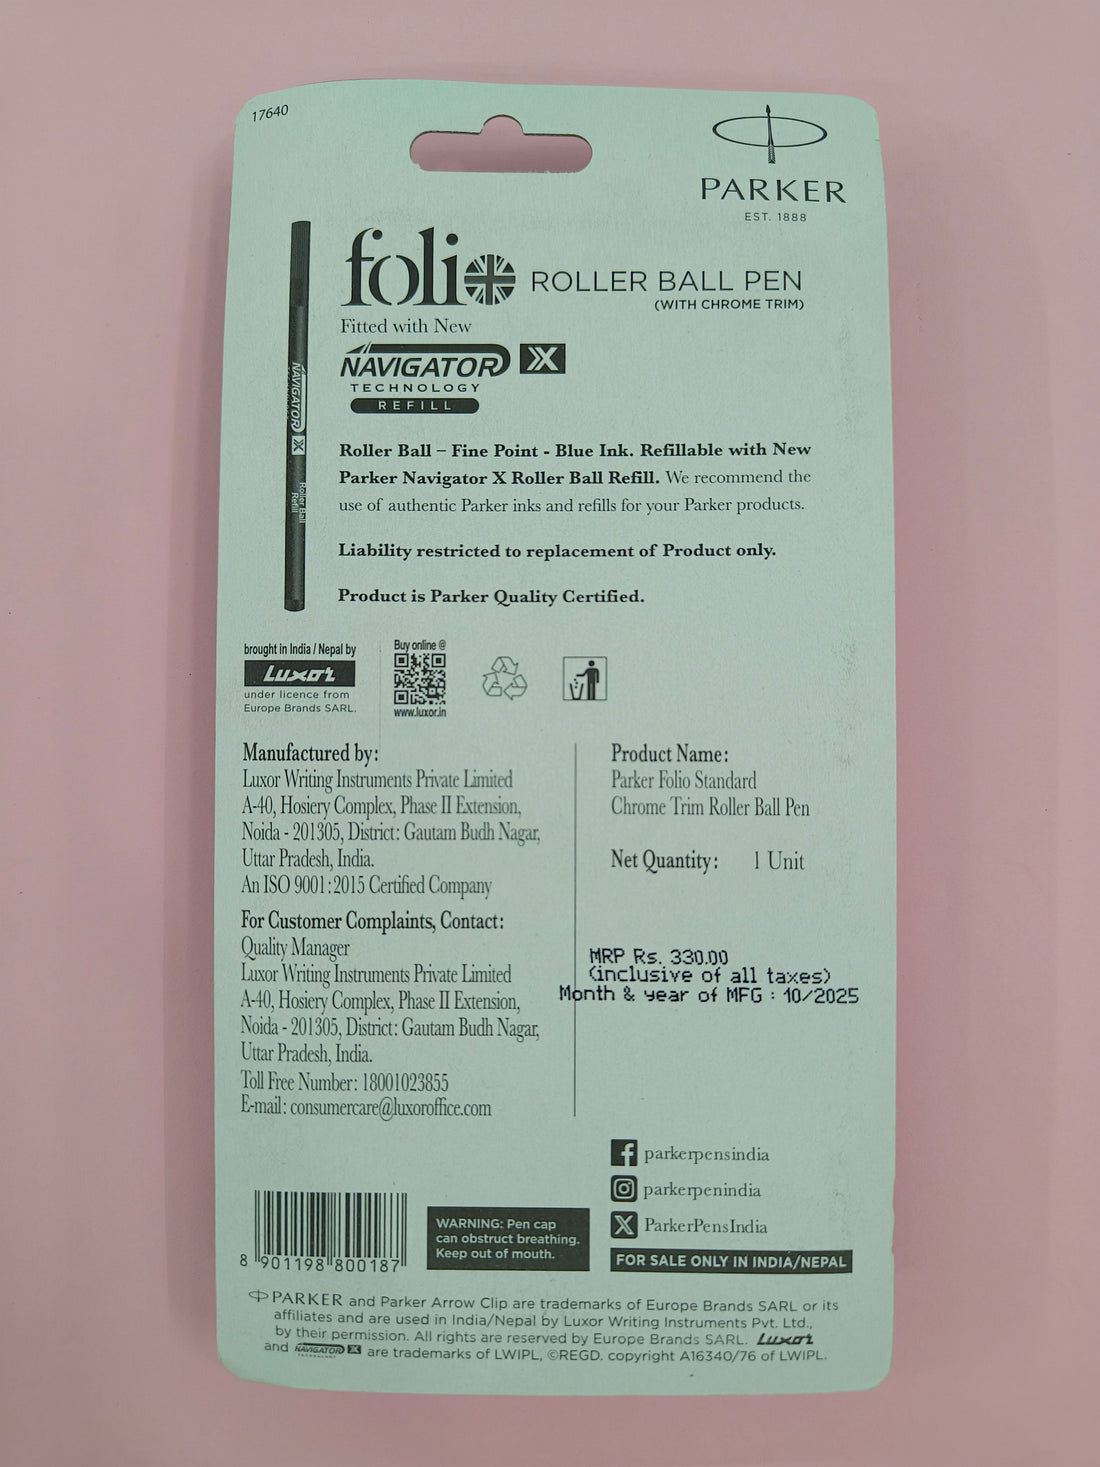 17640
PARKER
EST. 1888
folio ROLLER BALL PEN
(WITH CHROME TRIM)
Fitted with New
NAVIGATOR X
TECHNOLOGY
REFILL
NAVIGATOR X
Roller Ball
Refill
Roller Ball – Fine Point - Blue Ink. Refillable with New
Parker Navigator X Roller Ball Refill. We recommend the
use of authentic Parker inks and refills for your Parker products.
Liability restricted to replacement of Product only.
Product is Parker Quality Certified.
brought in India / Nepal by
Luxor
under licence from
Europe Brands SARL.
Buy online @
www.luxor.in
Manufactured by:
Luxor Writing Instruments Private Limited
A-40, Hosiery Complex, Phase II Extension,
Noida - 201305, District: Gautam Budh Nagar,
Uttar Pradesh, India.
An ISO 9001:2015 Certified Company
For Customer Complaints, Contact:
Quality Manager
Luxor Writing Instruments Private Limited
A-40, Hosiery Complex, Phase II Extension,
Noida - 201305, District: Gautam Budh Nagar,
Uttar Pradesh, India.
Toll Free Number: 18001023855
E-mail: consumercare@luxoroffice.com
Product Name:
Parker Folio Standard
Chrome Trim Roller Ball Pen
Net Quantity: 1 Unit
MRP Rs. 330.00
(inclusive of all taxes)
Month & year of MFG : 10/2025
parkerpensindia
parkerpenindia
ParkerPensIndia
FOR SALE ONLY IN INDIA/NEPAL
8 901198 800187
WARNING: Pen cap
can obstruct breathing.
Keep out of mouth.
PARKER and Parker Arrow Clip are trademarks of Europe Brands SARL or its
affiliates and are used in India/Nepal by Luxor Writing Instruments Pvt. Ltd.,
by their permission. All rights are reserved by Europe Brands SARL. Luxor
and NAVIGATOR X TECHNOLOGY are trademarks of LWIPL, ©REGD. copyright A16340/76 of LWIPL.